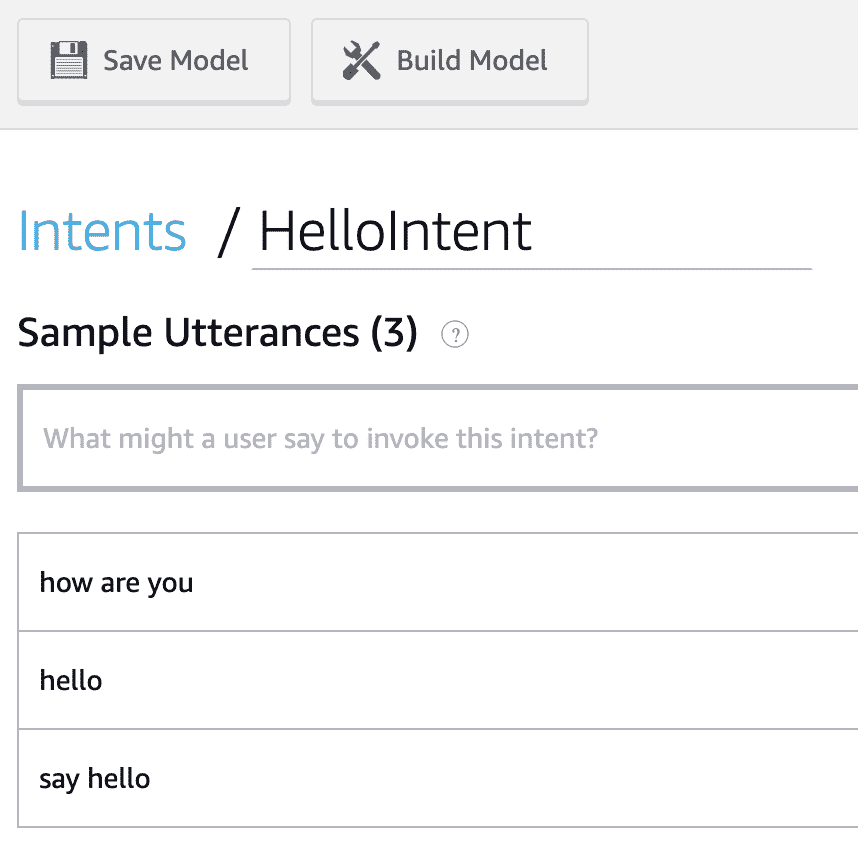 Save Model Build Model
Intents / HelloIntent
Sample Utterances (3) ?
What might a user say to invoke this intent?
how are you
hello
say hello